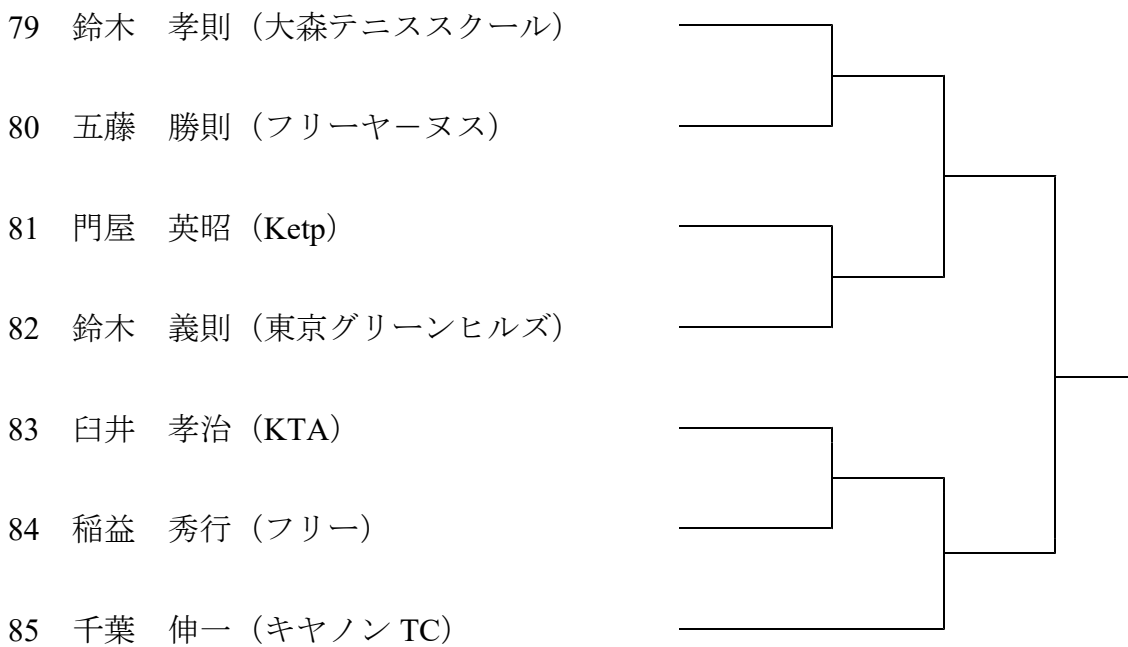 79 鈴木 孝則（大森テニススクール）
80 五藤 勝則（フリーヤ－ヌス）
81 門屋 英昭（Ketp）
82 鈴木 義則（東京グリーンヒルズ）
83 臼井 孝治（KTA）
84 稲益 秀行（フリー）
85 千葉 伸一（キヤノン TC）